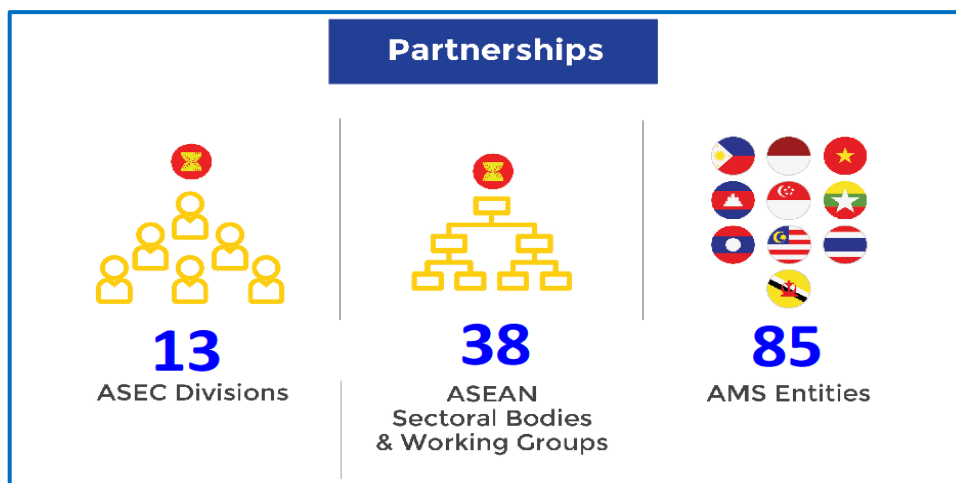 Partnerships
13
ASEC Divisions
38
ASEAN
Sectoral Bodies
& Working Groups
85
AMS Entities